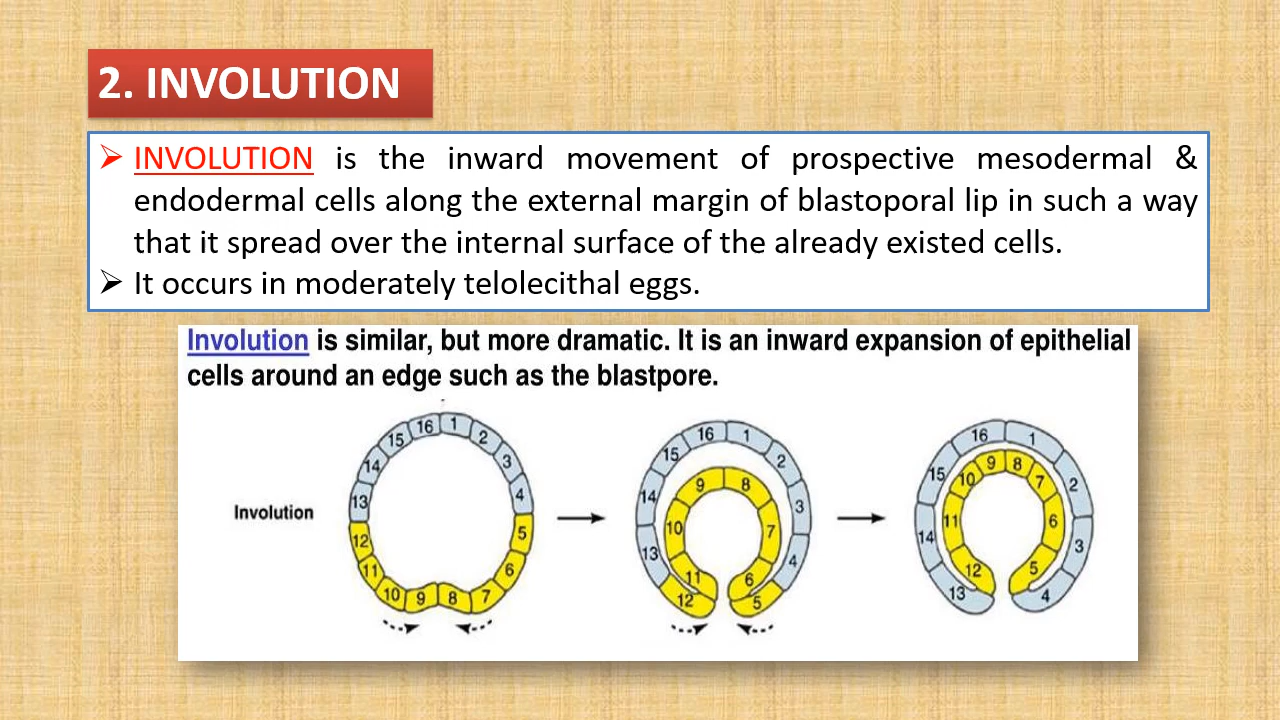 2. INVOLUTION
➢ INVOLUTION is the inward movement of prospective mesodermal &
endodermal cells along the external margin of blastoporal lip in such a way
that it spread over the internal surface of the already existed cells.
➢ It occurs in moderately telolecithal eggs.
Involution is similar, but more dramatic. It is an inward expansion of epithelial
cells around an edge such as the blastpore.
Involution
16 1 2 3 4 5 6 7 8 9 10 11 12 13 14 15
16 1 2 3 4 5 6 7 8 9 10 11 12 13 14 15
16 1 2 3 4 5 6 7 8 9 10 11 12 13 14 15